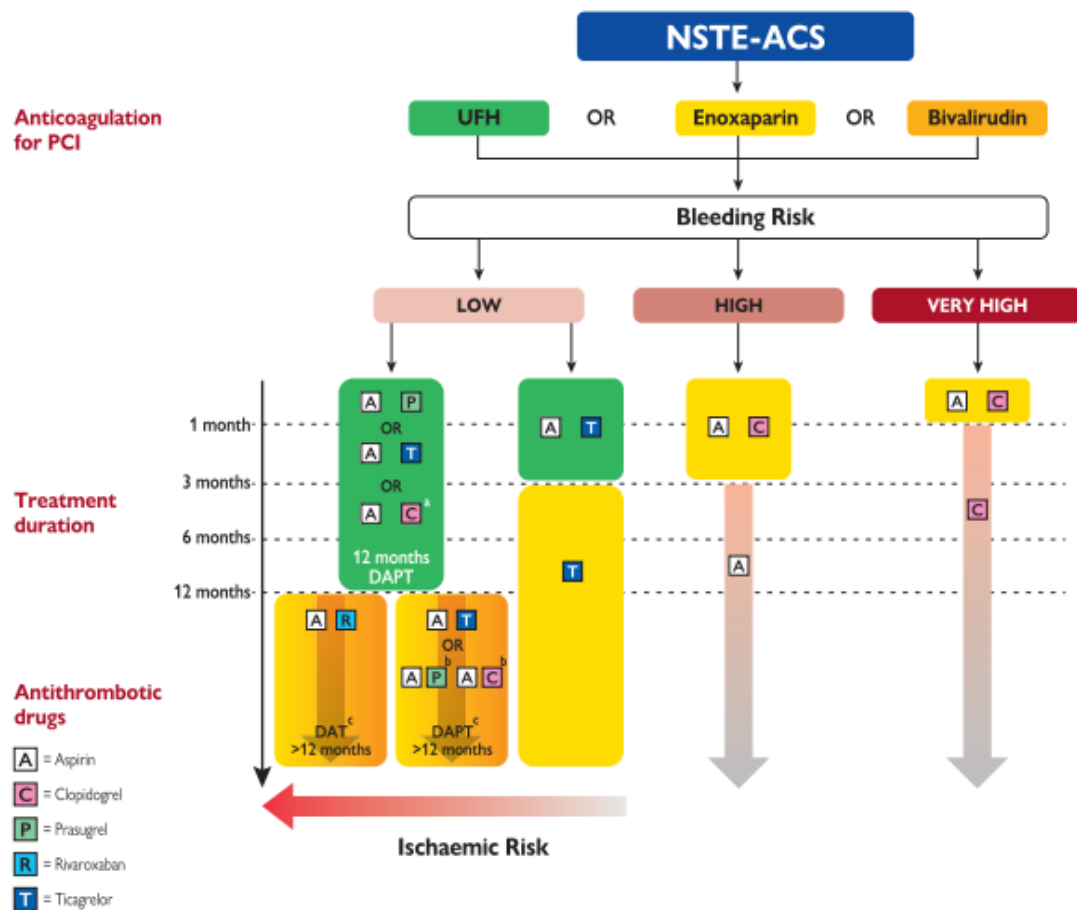 NSTE-ACS
Anticoagulation
for PCI
UFH OR Enoxaparin OR Bivalirudin
Bleeding Risk
LOW HIGH VERY HIGH
A P
OR
A T
OR
A C a
12 months
DAPT
A T
T
A C
A
A C
C
1 month
3 months
6 months
12 months
Treatment
duration
A R
DAT c
>12 months
A T
OR
A P b A C b
DAPT c
>12 months
Ischaemic Risk
Antithrombotic
drugs
A = Aspirin
C = Clopidogrel
P = Prasugrel
R = Rivaroxaban
T = Ticagrelor